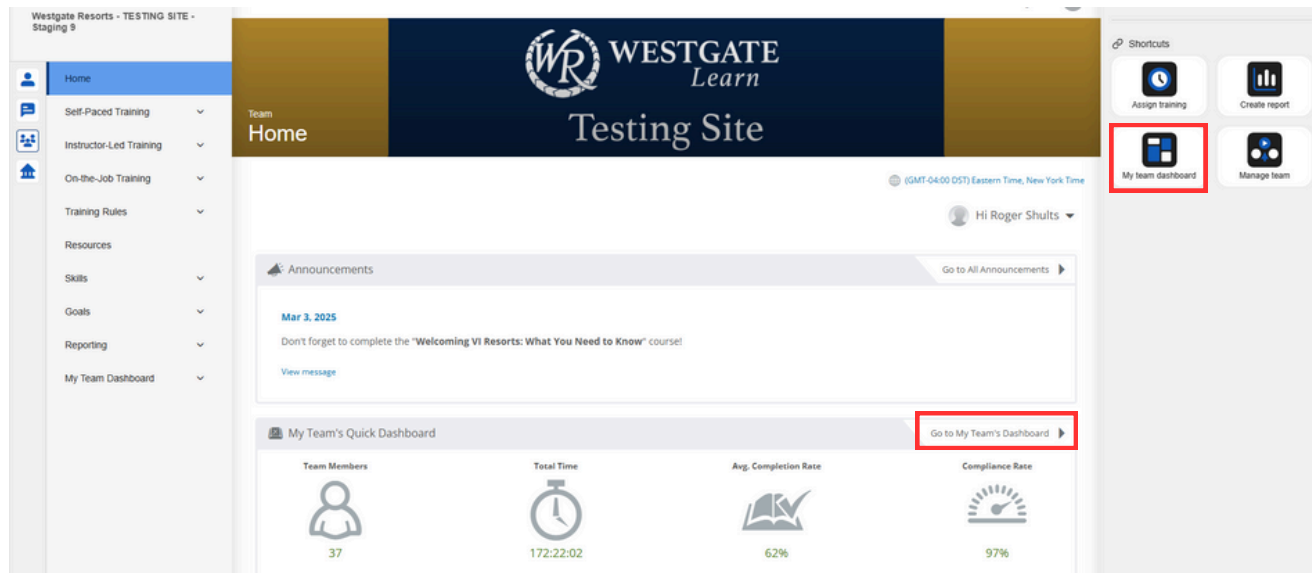 Westgate Resorts - TESTING SITE -
Staging 9
Home
Self-Paced Training
Instructor-Led Training
On-the-Job Training
Training Rules
Resources
Skills
Goals
Reporting
My Team Dashboard
WR WESTGATE
Learn
Testing Site
Team
Home
(GMT-04:00 DST) Eastern Time, New York Time
Hi Roger Shults
Announcements
Go to All Announcements
Mar 3, 2025
Don't forget to complete the "Welcoming VI Resorts: What You Need to Know" course!
View message
My Team's Quick Dashboard
Go to My Team's Dashboard
Team Members
Total Time
Avg. Completion Rate
Compliance Rate
37
172:22:02
62%
97%
Shortcuts
Assign training
Create report
My team dashboard
Manage team